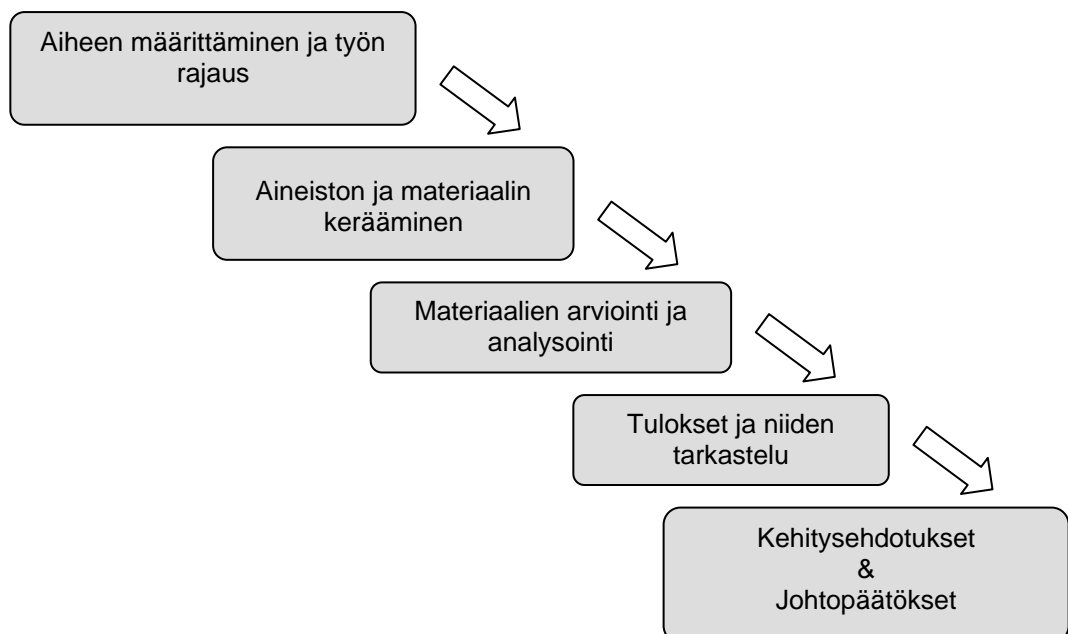 Aiheen määrittäminen ja työn
rajaus
Aineiston ja materiaalin
kerääminen
Materiaalien arviointi ja
analysointi
Tulokset ja niiden
tarkastelu
Kehitysehdotukset
&
Johtopäätökset